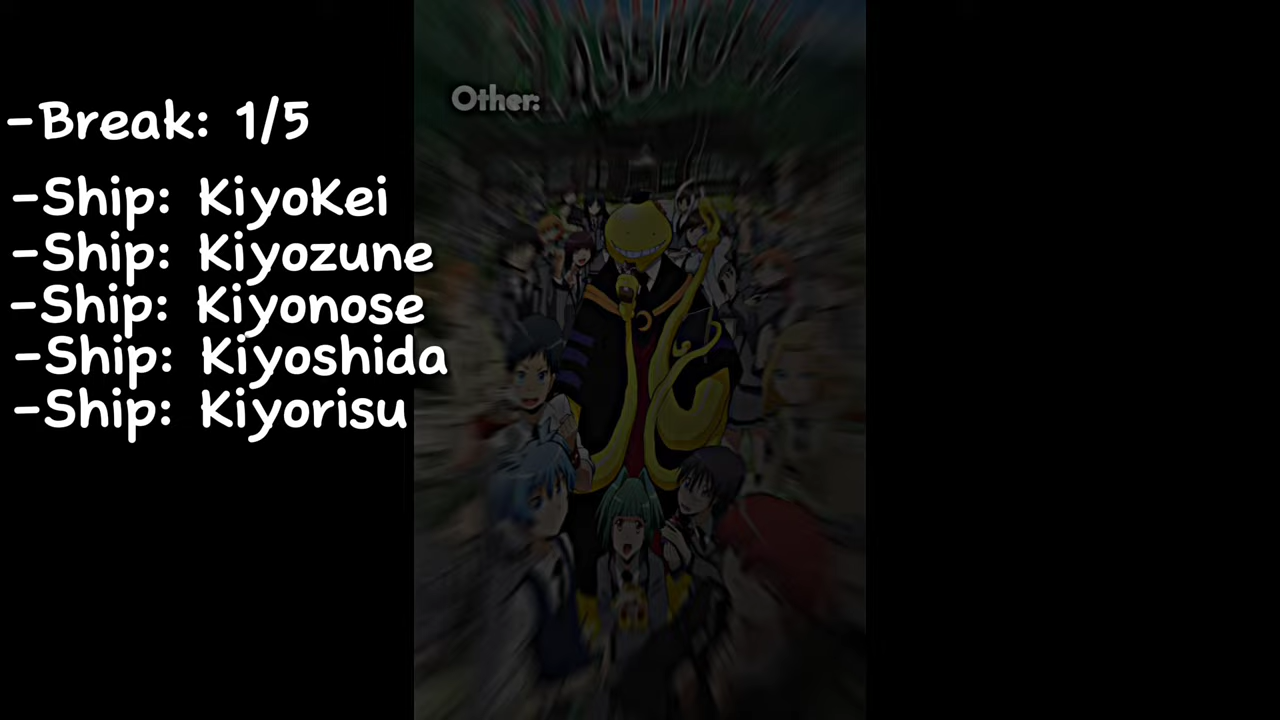 Other:
-Break: 1/5
-Ship: KiyoKei
-Ship: Kiyozune
-Ship: Kiyonose
-Ship: Kiyoshida
-Ship: Kiyorisu